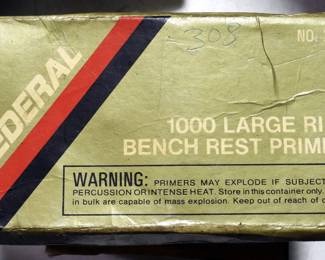 EDERAL
308
NO.
1000 LARGE RI
BENCH REST PRIM
WARNING: PRIMERS MAY EXPLODE IF SUBJECT
PERCUSSION OR INTENSE HEAT. Store in this container only.
in bulk are capable of mass explosion. Keep out of reach of c